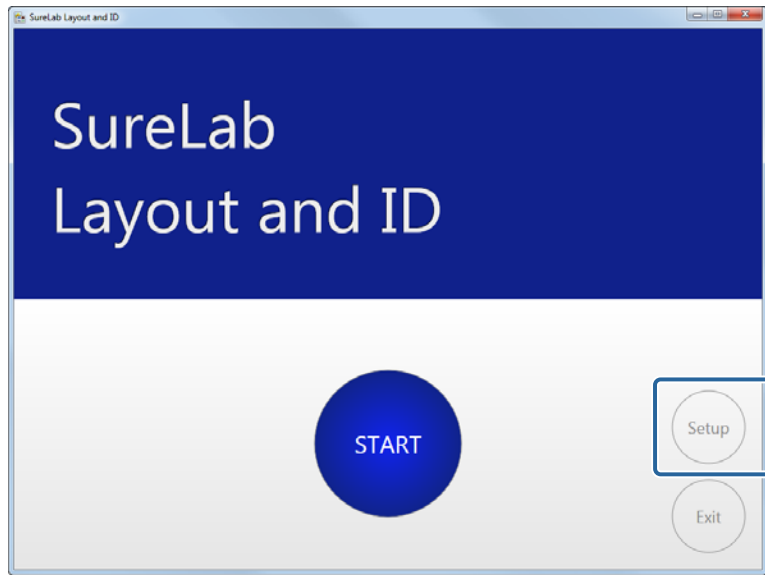 SureLab Layout and ID
SureLab
Layout and ID
START
Setup
Exit